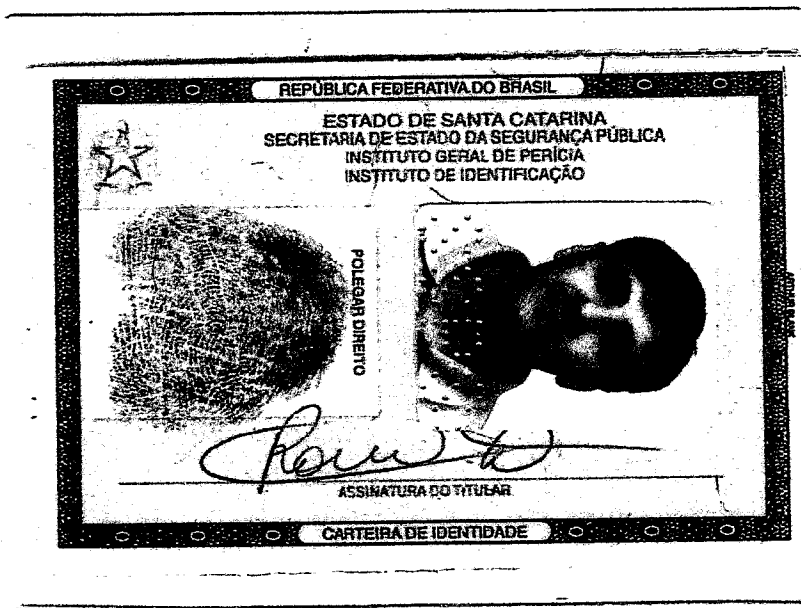 REPÚBLICA FEDERATIVA DO BRASIL
ESTADO DE SANTA CATARINA
SECRETARIA DE ESTADO DA SEGURANÇA PÚBLICA
INSTITUTO GERAL DE PERÍCIA
INSTITUTO DE IDENTIFICAÇÃO
POLEGAR DIREITO
ASSINATURA DO TITULAR
CARTEIRA DE IDENTIDADE